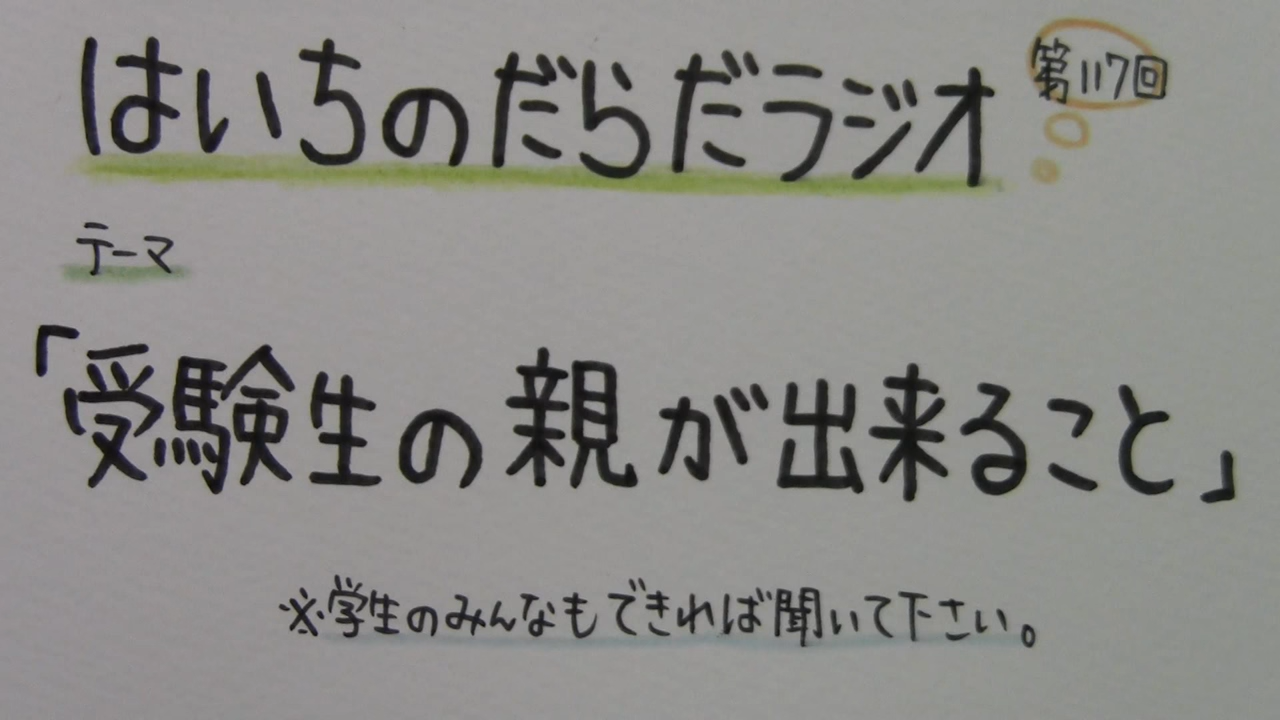 はいちのだらだラジオ 第117回
テーマ
「受験生の親が出来ること」
※学生のみんなもできれば聞いて下さい。